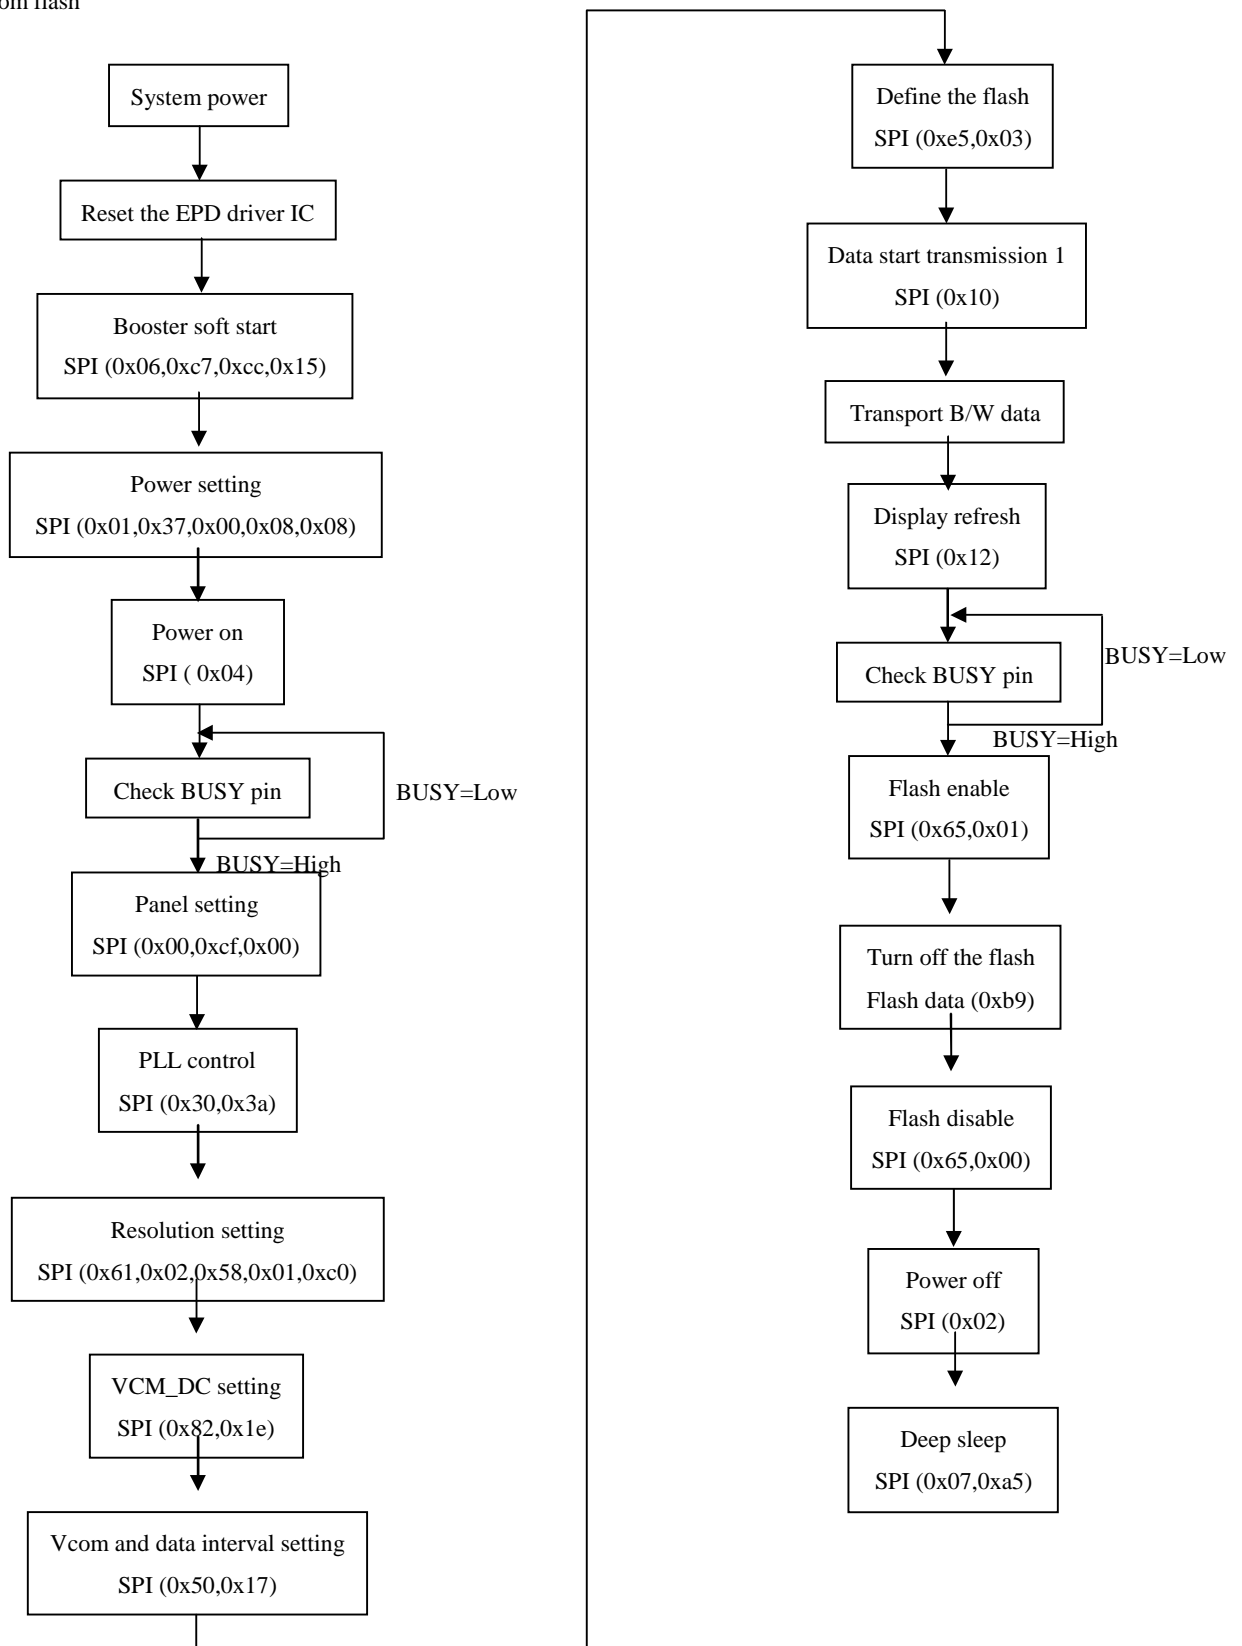 om flash
System power
Reset the EPD driver IC
Booster soft start
SPI (0x06,0xc7,0xcc,0x15)
Power setting
SPI (0x01,0x37,0x00,0x08,0x08)
Power on
SPI ( 0x04)
Check BUSY pin
BUSY=Low
BUSY=High
Panel setting
SPI (0x00,0xcf,0x00)
PLL control
SPI (0x30,0x3a)
Resolution setting
SPI (0x61,0x02,0x58,0x01,0xc0)
VCM_DC setting
SPI (0x82,0x1e)
Vcom and data interval setting
SPI (0x50,0x17)
Define the flash
SPI (0xe5,0x03)
Data start transmission 1
SPI (0x10)
Transport B/W data
Display refresh
SPI (0x12)
Check BUSY pin
BUSY=Low
BUSY=High
Flash enable
SPI (0x65,0x01)
Turn off the flash
Flash data (0xb9)
Flash disable
SPI (0x65,0x00)
Power off
SPI (0x02)
Deep sleep
SPI (0x07,0xa5)